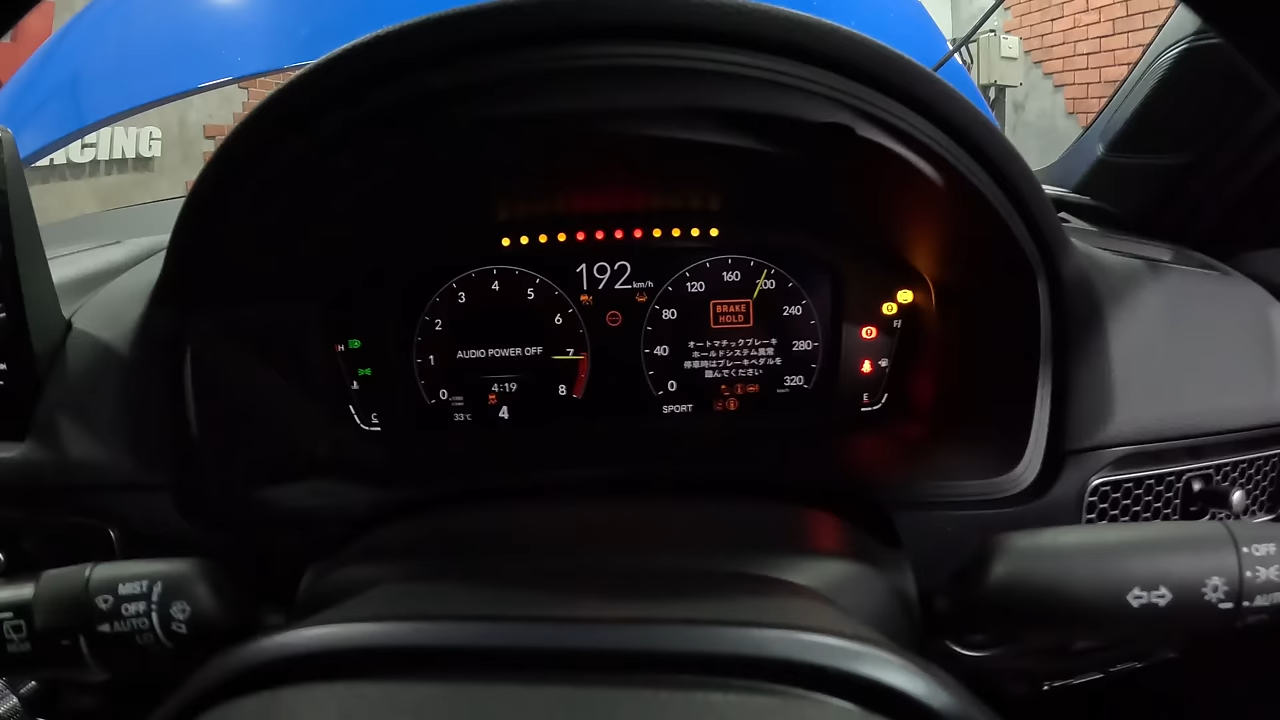 ACING
192 km/h
0
1
2
3
4
5
6
7
8
AUDIO POWER OFF
4:19
33℃
4
0
40
80
120
160
200
240
280
320
km/h
BRAKE
HOLD
オートマチックブレーキ
ホールドシステム異常
停車時はブレーキペダルを
踏んでください
SPORT
H
C
F
E
MIST
OFF
AUTO
LO
OFF
AUTO